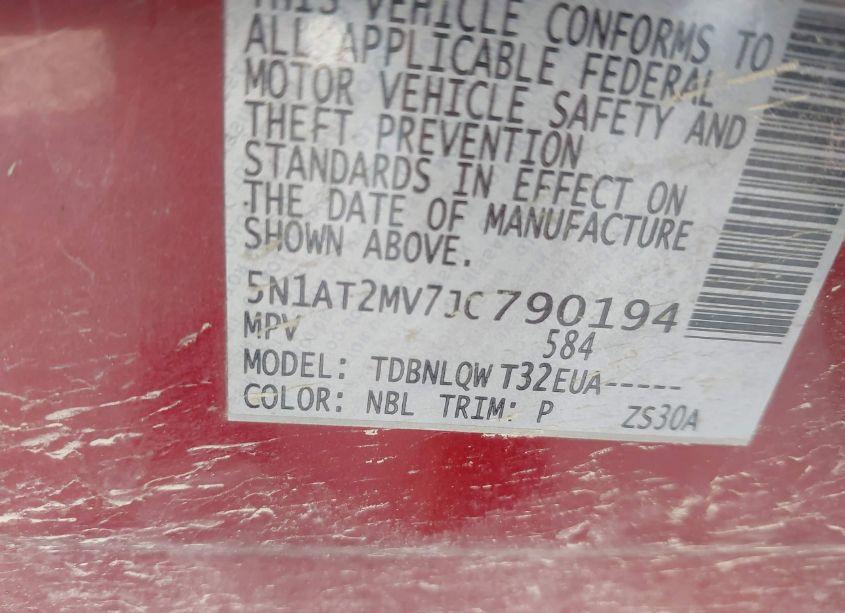 THIS VEHICLE CONFORMS TO
ALL APPLICABLE FEDERAL
MOTOR VEHICLE SAFETY AND
THEFT PREVENTION
STANDARDS IN EFFECT ON
THE DATE OF MANUFACTURE
SHOWN ABOVE.
5N1AT2MV7JC790194
MPV 584
MODEL: TDBNLQW T32EUA-----
COLOR: NBL TRIM: P ZS30A